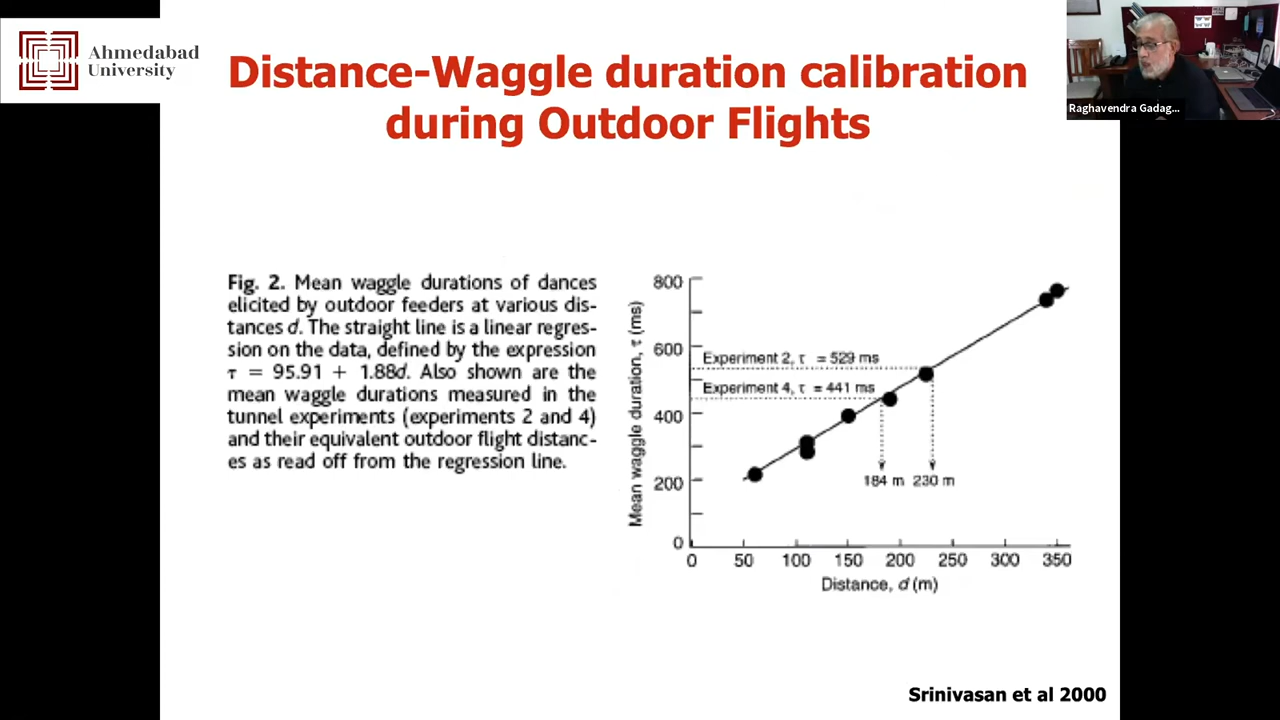 Ahmedabad
University
Distance-Waggle duration calibration
during Outdoor Flights
Raghavendra Gadag...
Fig. 2. Mean waggle durations of dances
elicited by outdoor feeders at various dis-
tances d. The straight line is a linear regres-
sion on the data, defined by the expression
τ = 95.91 + 1.88d. Also shown are the
mean waggle durations measured in the
tunnel experiments (experiments 2 and 4)
and their equivalent outdoor flight distanc-
es as read off from the regression line.
Mean waggle duration, τ (ms)
800
600
400
200
0
Experiment 2, τ = 529 ms
Experiment 4, τ = 441 ms
184 m 230 m
0 50 100 150 200 250 300 350
Distance, d (m)
Srinivasan et al 2000